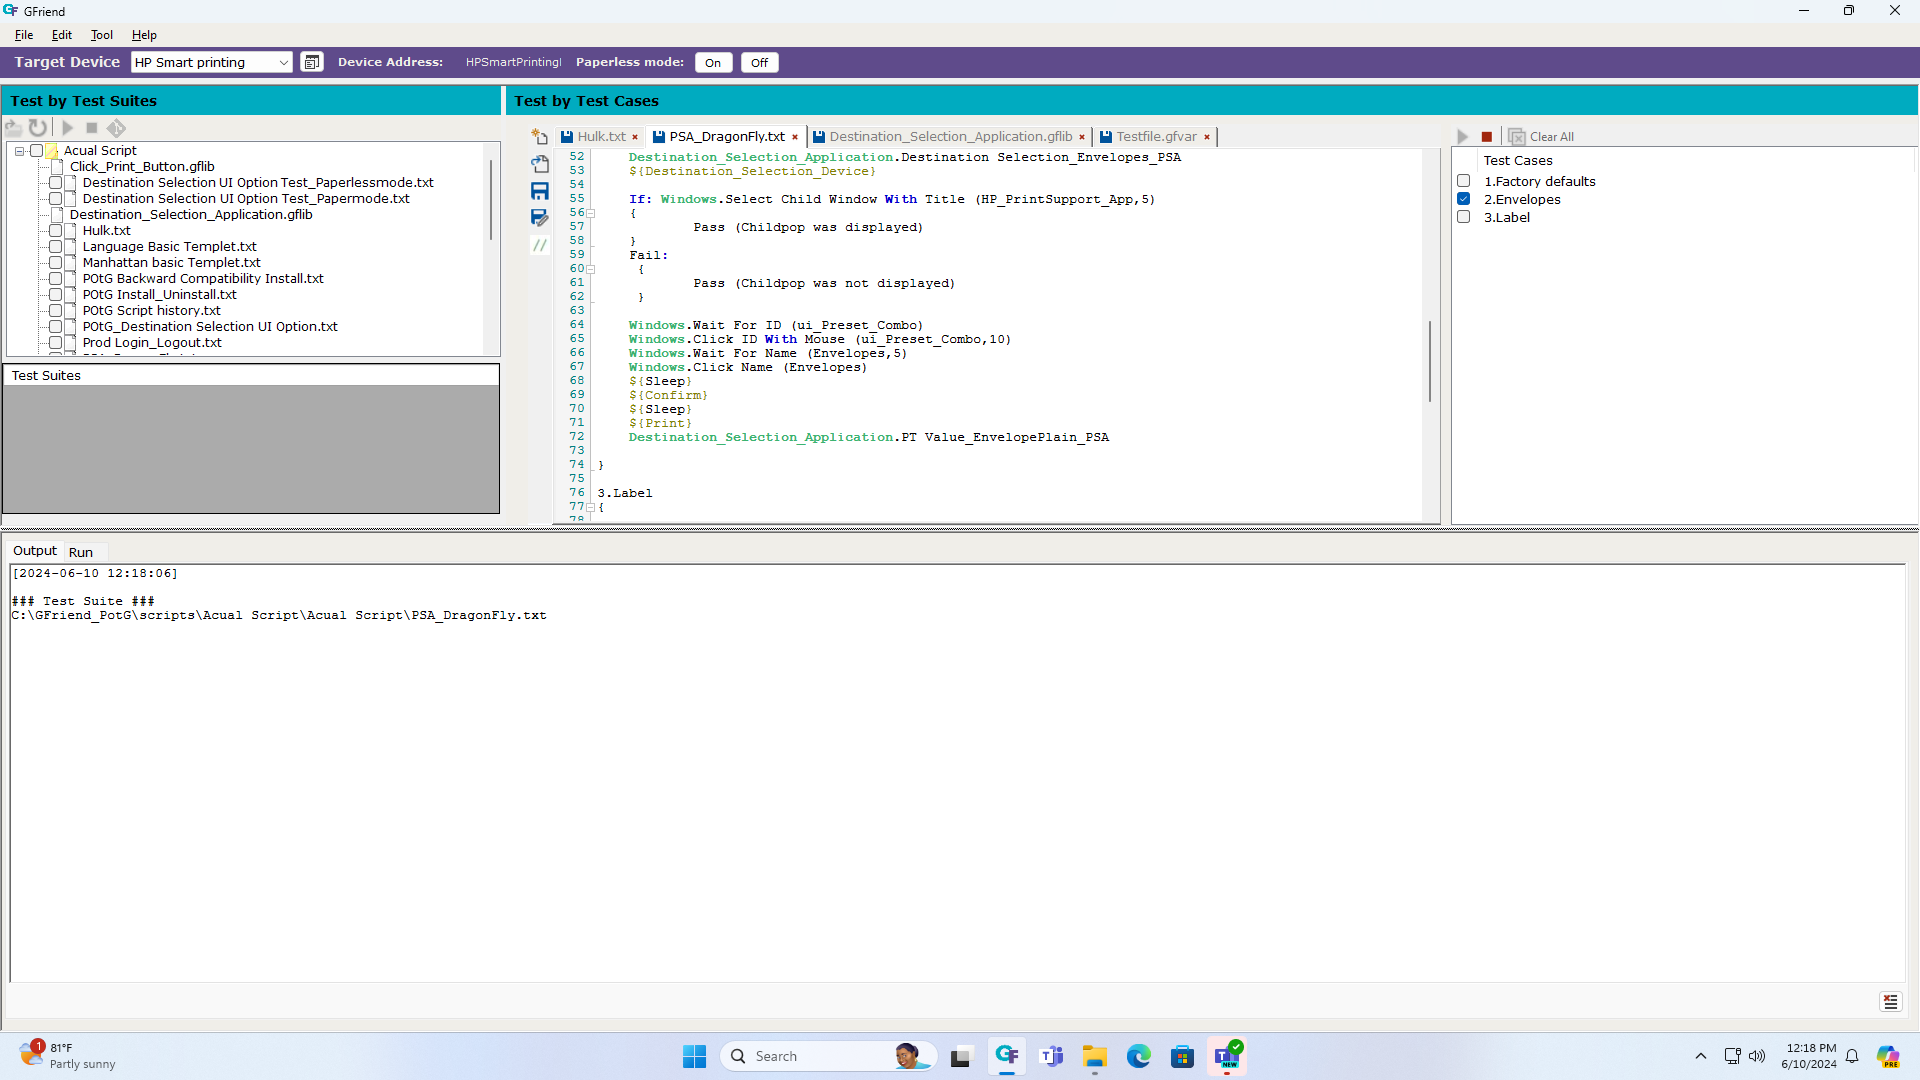 GFriend
File Edit Tool Help
Target Device HP Smart printing Device Address: HPSmartPrintingI Paperless mode: On Off
Test by Test Suites
Test by Test Cases
Acual Script
Click_Print_Button.gflib
Destination Selection UI Option Test_Paperlessmode.txt
Destination Selection UI Option Test_Papermode.txt
Destination_Selection_Application.gflib
Hulk.txt
Language Basic Templet.txt
Manhattan basic Templet.txt
POtG Backward Compatibility Install.txt
POtG Install_Uninstall.txt
POtG Script history.txt
POtG_Destination Selection UI Option.txt
Prod Login_Logout.txt
Test Suites
Hulk.txt PSA_DragonFly.txt Destination_Selection_Application.gflib Testfile.gfvar
52 Destination_Selection_Application.Destination Selection_Envelopes_PSA
53 ${Destination_Selection_Device}
54
55 If: Windows.Select Child Window With Title (HP_PrintSupport_App,5)
56 {
57 Pass (Childpop was displayed)
58 }
59 Fail:
60 {
61 Pass (Childpop was not displayed)
62 }
63
64 Windows.Wait For ID (ui_Preset_Combo)
65 Windows.Click ID With Mouse (ui_Preset_Combo,10)
66 Windows.Wait For Name (Envelopes,5)
67 Windows.Click Name (Envelopes)
68 ${Sleep}
69 ${Confirm}
70 ${Sleep}
71 ${Print}
72 Destination_Selection_Application.PT Value_EnvelopePlain_PSA
73
74 }
75
76 3.Label
77 {
78
Clear All
Test Cases
1.Factory defaults
2.Envelopes
3.Label
Output Run
[2024-06-10 12:18:06]
### Test Suite ###
C:\GFriend_PotG\scripts\Acual Script\Acual Script\PSA_DragonFly.txt
1
81°F
Partly sunny
Search
NEW
12:18 PM
6/10/2024
PRE